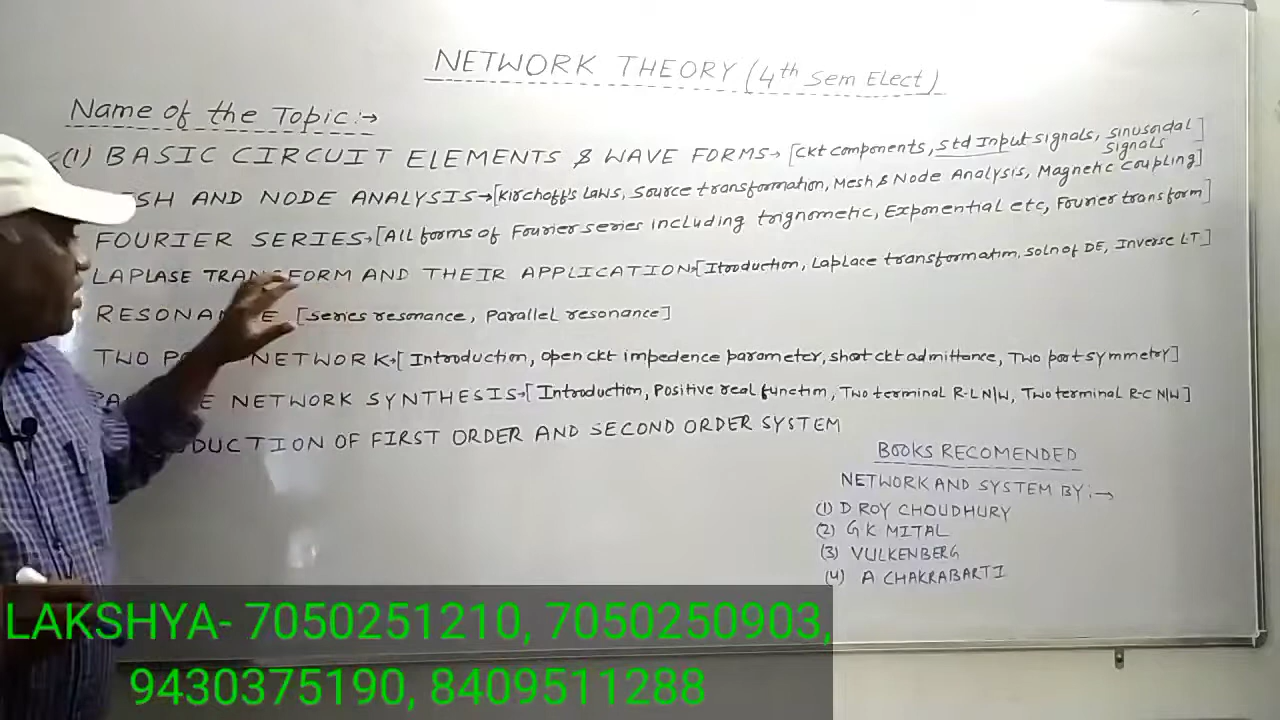 NETWORK THEORY (4th Sem Elect)
Name of the Topic:→
(1) BASIC CIRCUIT ELEMENTS & WAVE FORMS→ [Ckt components, Std Input signals, sinusoidal signals]
AND NODE ANALYSIS→[Kirchoff's Laws, Source transformation, Mesh & Node Analysis, Magnetic coupling]
FOURIER SERIES→[All forms of Fourier series including trignometic, Exponential etc, Fourier transform]
LAPLASE TRANSFORM AND THEIR APPLICATION→[Itroduction, Laplace transformation, soln of DE, Inverse LT]
[series resonance, parallel resonance]
TWO NETWORK→[Introduction, open ckt impedence parameter, short ckt admittance, Two port symmetry]
NETWORK SYNTHESIS→[Introduction, Positive real function, Two terminal R-L N/W, Two terminal R-C N/W]
OF FIRST ORDER AND SECOND ORDER SYSTEM
BOOKS RECOMENDED
NETWORK AND SYSTEM BY:→
(1) D ROY CHOUDHURY
(2) G K MITAL
(3) VULKENBERG
(4) A CHAKRABARTI
LAKSHYA- 7050251210, 7050250903,
9430375190, 8409511288